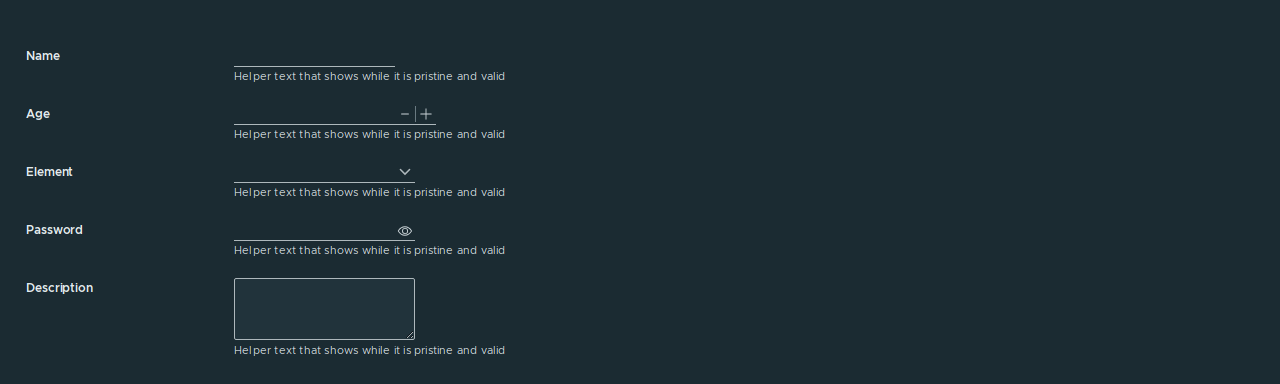 Name
Helper text that shows while it is pristine and valid
Age
Helper text that shows while it is pristine and valid
Element
Helper text that shows while it is pristine and valid
Password
Helper text that shows while it is pristine and valid
Description
Helper text that shows while it is pristine and valid